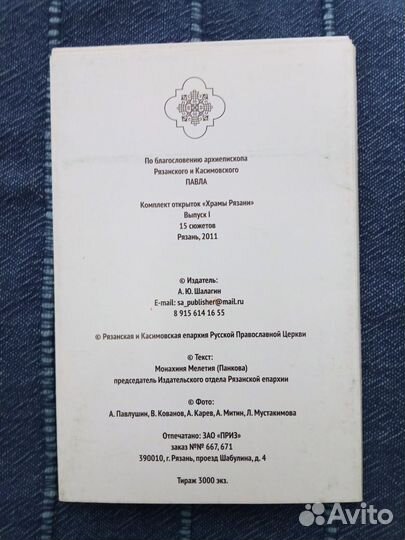 По благословению архиепископа
Рязанского и Касимовского
ПАВЛА
Комплект открыток «Храмы Рязани»
Выпуск I
15 сюжетов
Рязань, 2011
© Издатель:
А. Ю. Шалагин
E-mail: sa_publisher@mail.ru
8 915 614 16 55
© Рязанская и Касимовская епархия Русской Православной Церкви
© Текст:
Монахиня Мелетия (Панкова)
председатель Издательского отдела Рязанской епархии
© Фото:
А. Павлушин, В. Кованов, А. Карев, А. Митин, Л. Мустакимова
Отпечатано: ЗАО «ПРИЗ»
заказ №№ 667, 671
390010, г. Рязань, проезд Шабулина, д. 4
Тираж 3000 экз.
Avito